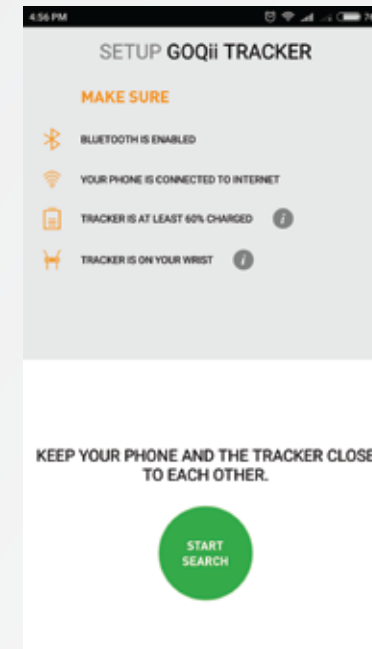 4:56 PM
SETUP GOQii TRACKER
MAKE SURE
BLUETOOTH IS ENABLED
YOUR PHONE IS CONNECTED TO INTERNET
TRACKER IS AT LEAST 60% CHARGED
TRACKER IS ON YOUR WRIST
KEEP YOUR PHONE AND THE TRACKER CLOSE
TO EACH OTHER.
START
SEARCH